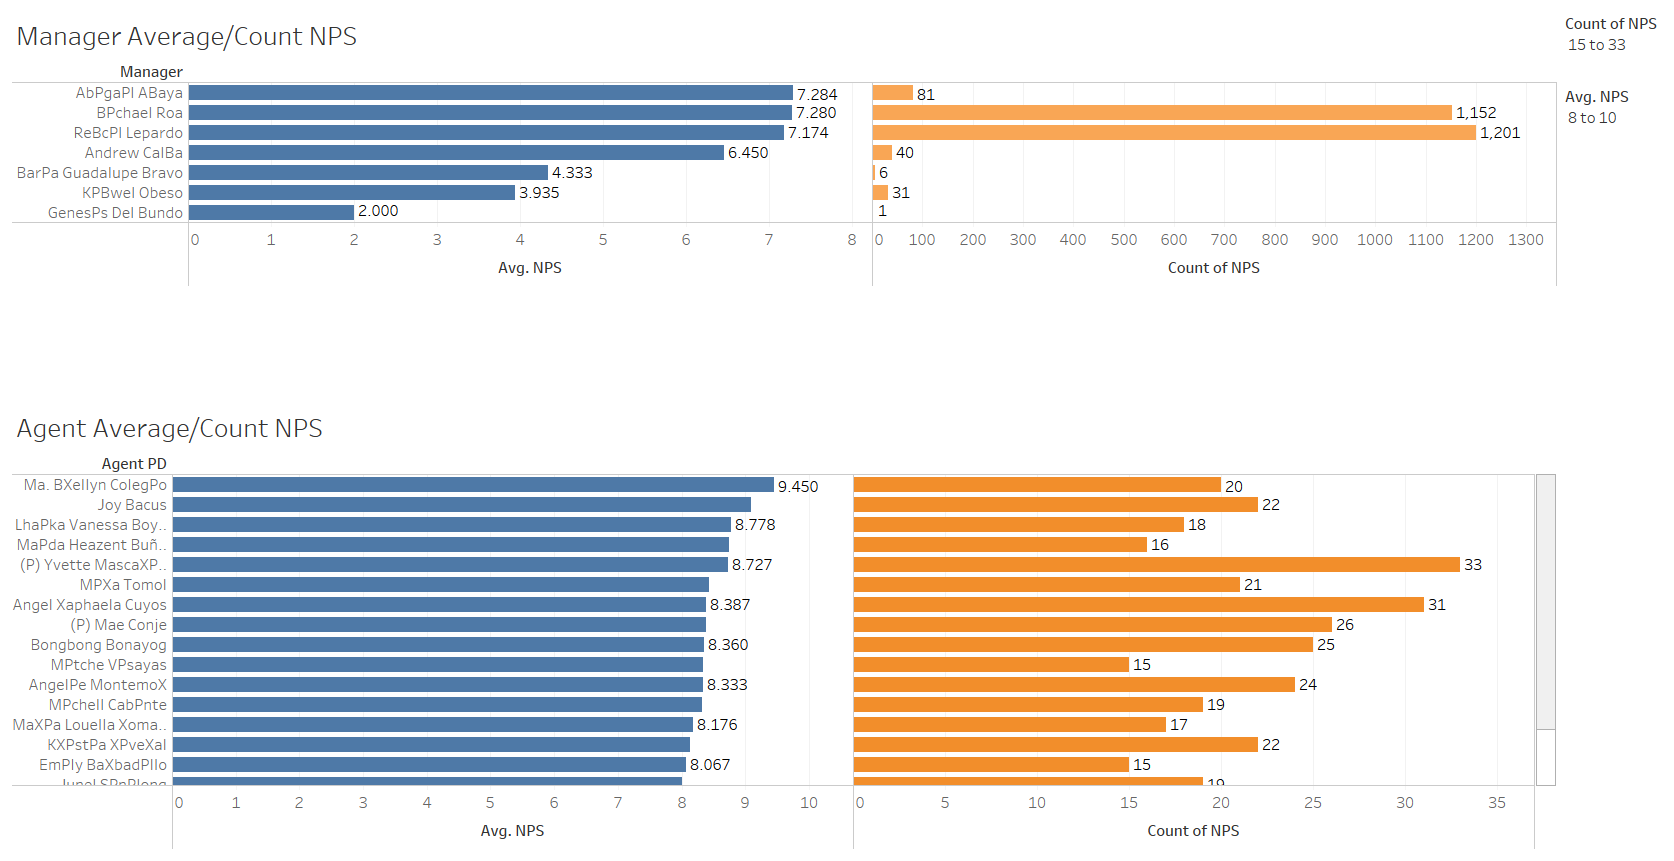 Manager Average/Count NPS
Count of NPS
15 to 33
Avg. NPS
8 to 10
Manager
AbPgaPl ABaya 7.284 81
BPchael Roa 7.280 1,152
ReBcPl Lepardo 7.174 1,201
Andrew CalBa 6.450 40
BarPa Guadalupe Bravo 4.333 6
KPBwel Obeso 3.935 31
GenesPs Del Bundo 2.000 1
0 1 2 3 4 5 6 7 8 0 100 200 300 400 500 600 700 800 900 1000 1100 1200 1300
Avg. NPS Count of NPS
Agent Average/Count NPS
Agent PD
Ma. BXellyn ColegPo 9.450 20
Joy Bacus 22
LhaPka Vanessa Boy.. 8.778 18
MaPda Heazent Buñ.. 16
(P) Yvette MascaXP.. 8.727 33
MPXa Tomol 21
Angel Xaphaela Cuyos 8.387 31
(P) Mae Conje 26
Bongbong Bonayog 8.360 25
MPtche VPsayas 15
AngelPe MontemoX 8.333 24
MPchell CabPnte 19
MaXPa Louella Xoma.. 8.176 17
KXPstPa XPveXal 22
EmPly BaXbadPllo 8.067 15
19
0 1 2 3 4 5 6 7 8 9 10 0 5 10 15 20 25 30 35
Avg. NPS Count of NPS